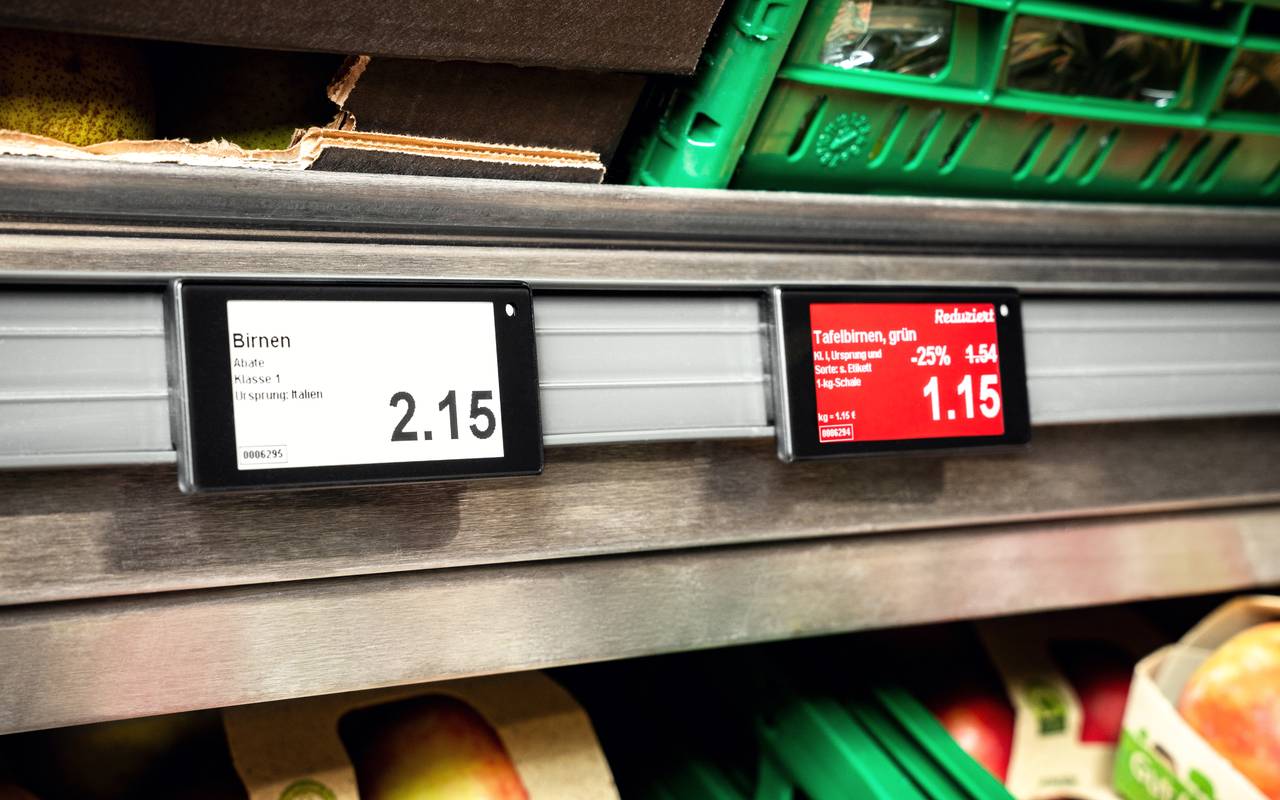 Birnen
Abate
Klasse 1
Ursprung: Italien
2.15
0006295
Reduziert
Tafelbirnen, grün
Kl. I, Ursprung und
Sorte: s. Etikett
1-kg-Schale
-25% 1.54
1.15
kg = 1.15 €
0006294
Gut